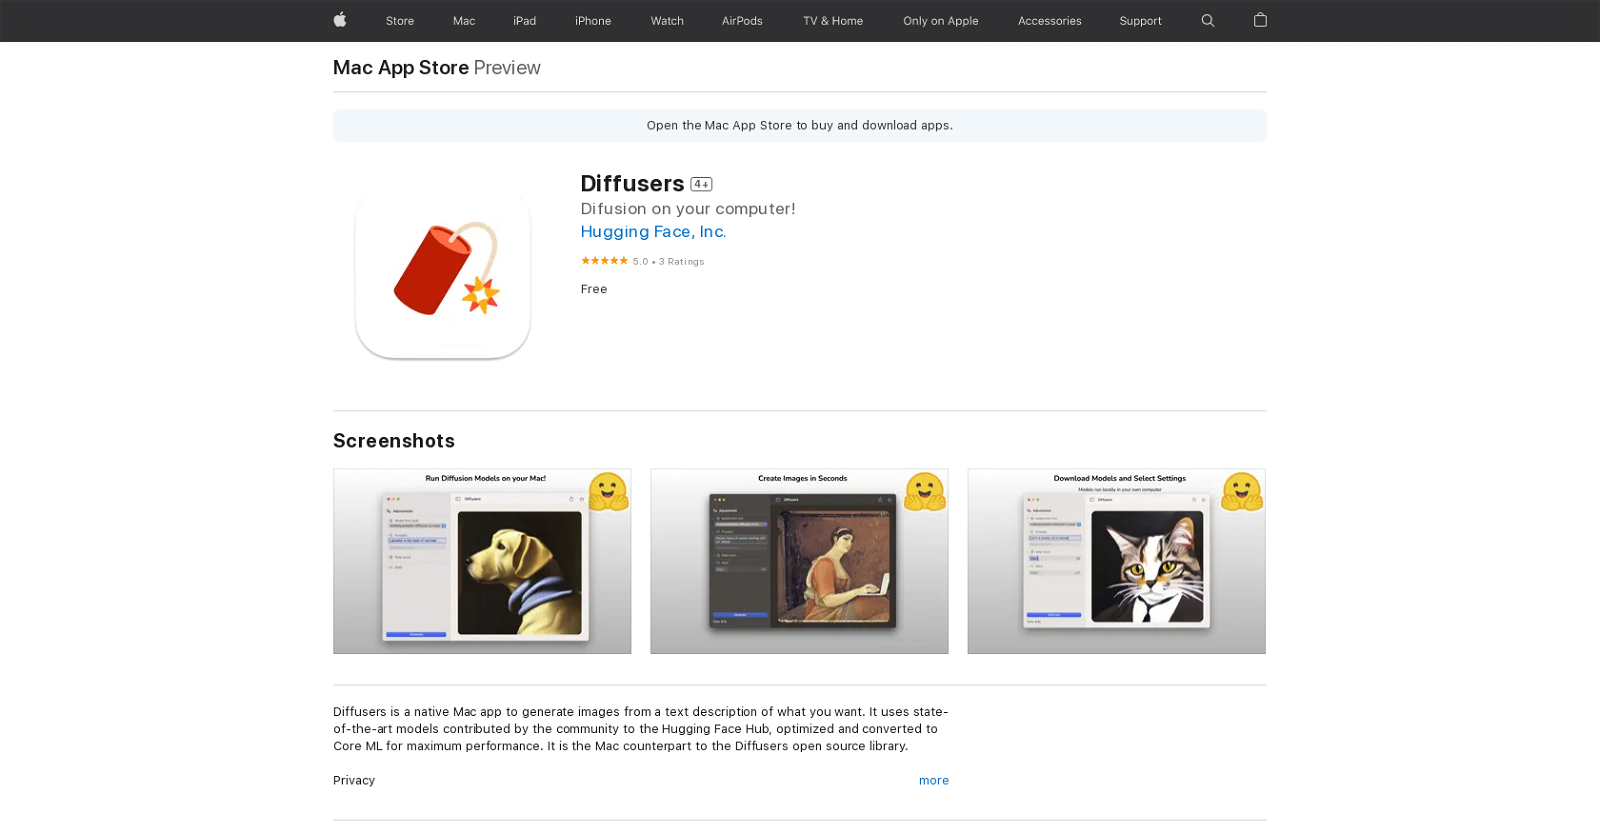 Store Mac iPad iPhone Watch AirPods TV & Home Only on Apple Accessories Support
Mac App Store Preview
Open the Mac App Store to buy and download apps.
Diffusers 4+
Difusion on your computer!
Hugging Face, Inc.
5.0 • 3 Ratings
Free
Screenshots
Run Diffusion Models on your Mac!
Diffusers
Adjustments
Generate
Create Images in Seconds
Diffusers
Adjustments
Generate
Download Models and Select Settings
Models run locally in your own computer
Diffusers
Adjustments
Generate
Diffusers is a native Mac app to generate images from a text description of what you want. It uses state-
of-the-art models contributed by the community to the Hugging Face Hub, optimized and converted to
Core ML for maximum performance. It is the Mac counterpart to the Diffusers open source library.
Privacy more